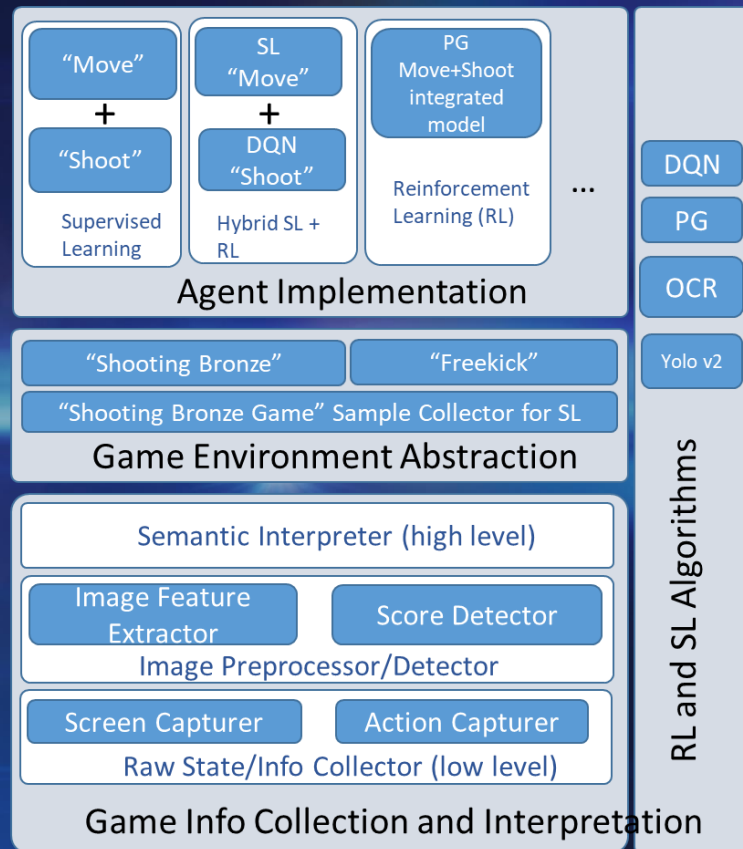 “Move”
+
“Shoot”
Supervised
Learning
SL
“Move”
+
DQN
“Shoot”
Hybrid SL +
RL
PG
Move+Shoot
integrated
model
Reinforcement
Learning (RL)
...
Agent Implementation
“Shooting Bronze”
“Freekick”
“Shooting Bronze Game” Sample Collector for SL
Game Environment Abstraction
Semantic Interpreter (high level)
Image Feature
Extractor
Score Detector
Image Preprocessor/Detector
Screen Capturer
Action Capturer
Raw State/Info Collector (low level)
Game Info Collection and Interpretation
DQN
PG
OCR
Yolo v2
RL and SL Algorithms